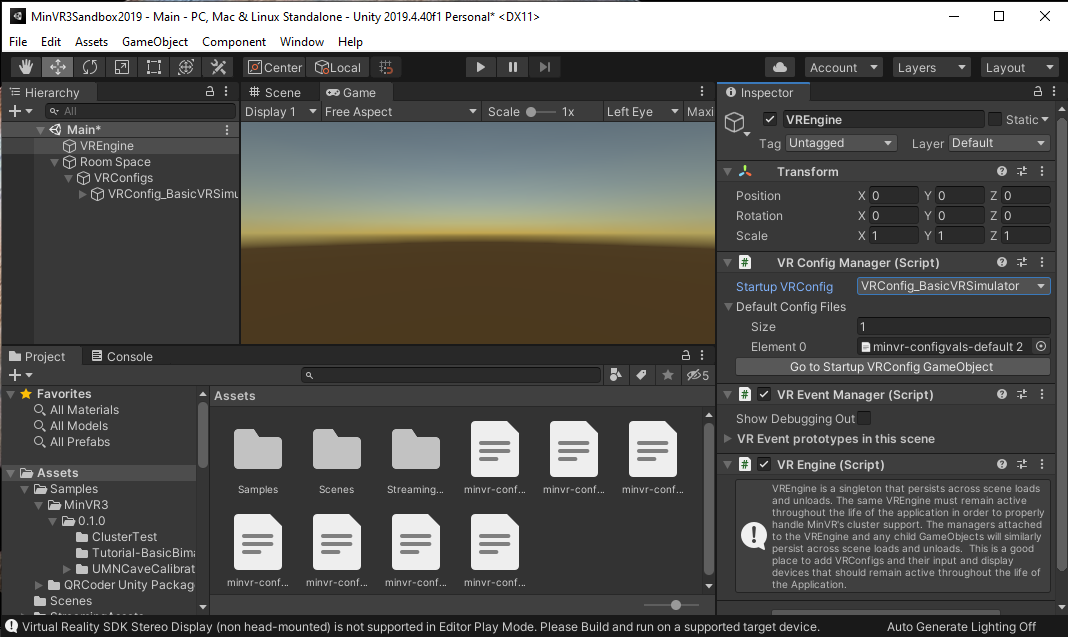 MinVR3Sandbox2019 - Main - PC, Mac & Linux Standalone - Unity 2019.4.40f1 Personal* <DX11>
File Edit Assets GameObject Component Window Help
Center Local Account Layers Layout
Hierarchy
All
Main*
VREngine
Room Space
VRConfigs
VRConfig_BasicVRSimu
Scene Game
Display 1 Free Aspect Scale 1x Left Eye Maxi
Inspector
VREngine Static
Tag Untagged Layer Default
Transform
Position X 0 Y 0 Z 0
Rotation X 0 Y 0 Z 0
Scale X 1 Y 1 Z 1
VR Config Manager (Script)
Startup VRConfig VRConfig_BasicVRSimulator
Default Config Files
Size 1
Element 0 minvr-configvals-default 2
Go to Startup VRConfig GameObject
VR Event Manager (Script)
Show Debugging Out
VR Event prototypes in this scene
VR Engine (Script)
VREngine is a singleton that persists across scene loads
and unloads. The same VREngine must remain active
throughout the life of the application in order to properly
handle MinVR's cluster support. The managers attached
to the VREngine and any child GameObjects will similarly
persist across scene loads and unloads. This is a good
place to add VRConfigs and their input and display
devices that should remain active throughout the life of
the Application.
Project Console
5
Favorites
All Materials
All Models
All Prefabs
Assets
Samples
MinVR3
0.1.0
ClusterTest
Tutorial-BasicBima
UMNCaveCalibrat
QRCoder Unity Packag
Scenes
Assets
Samples Scenes Streaming... minvr-conf... minvr-conf... minvr-conf...
minvr-conf... minvr-conf... minvr-conf... minvr-conf...
Virtual Reality SDK Stereo Display (non head-mounted) is not supported in Editor Play Mode. Please Build and run on a supported target device. Auto Generate Lighting Off